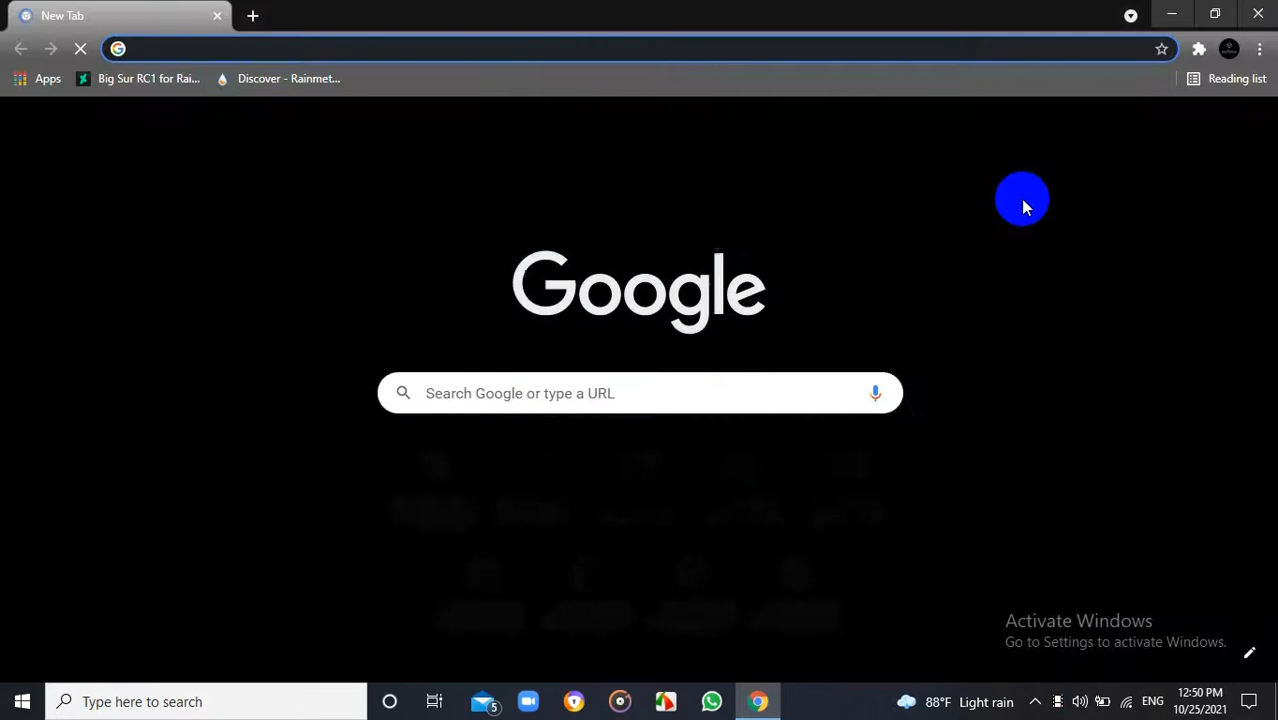 New Tab
Apps
Big Sur RC1 for Rai...
Discover - Rainmet...
Reading list
Google
Search Google or type a URL
Activate Windows
Go to Settings to activate Windows.
Type here to search
5
88°F Light rain
ENG
12:50 PM
10/25/2021